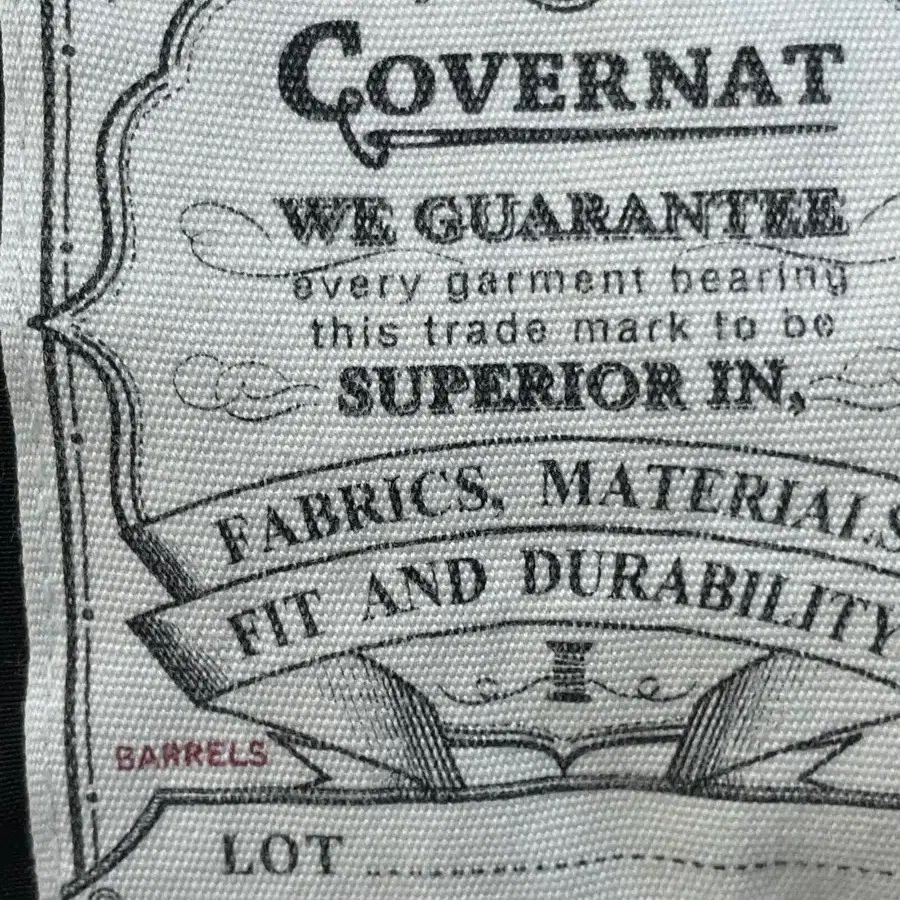 COVERNAT
WE GUARANTEE
every garment bearing
this trade mark to be
SUPERIOR IN,
FABRICS, MATERIALS
FIT AND DURABILITY
BARRELS
LOT